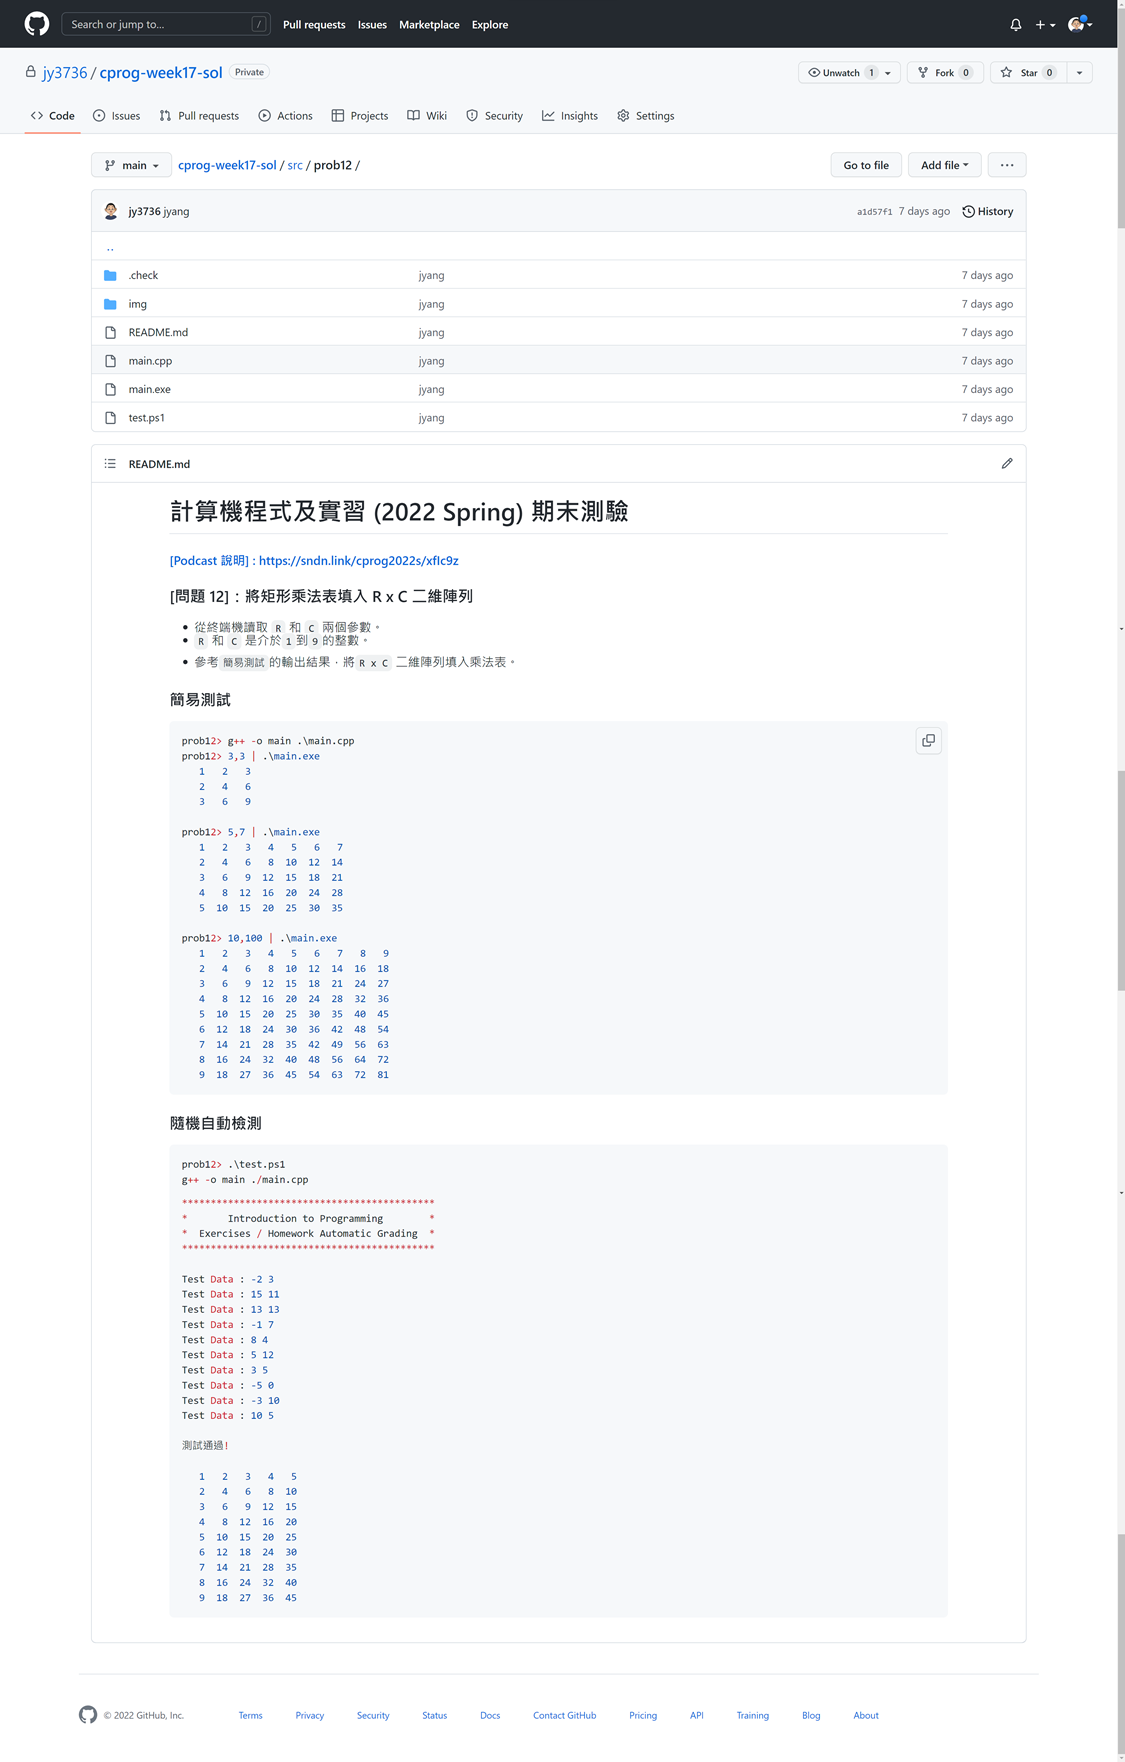 Search or jump to... /
Pull requests Issues Marketplace Explore
jy3736 / cprog-week17-sol Private
Unwatch 1 Fork 0 Star 0
Code Issues Pull requests Actions Projects Wiki Security Insights Settings
main cprog-week17-sol / src / prob12 /
Go to file Add file ...
jy3736 jyang a1d57f1 7 days ago History
..
.check jyang 7 days ago
img jyang 7 days ago
README.md jyang 7 days ago
main.cpp jyang 7 days ago
main.exe jyang 7 days ago
test.ps1 jyang 7 days ago
README.md
計算機程式及實習 (2022 Spring) 期末測驗
[Podcast 說明] : https://sndn.link/cprog2022s/xflc9z
[問題 12]：將矩形乘法表填入 R x C 二維陣列
• 從終端機讀取 R 和 C 兩個參數。
• R 和 C 是介於 1 到 9 的整數。
• 參考 簡易測試 的輸出結果，將 R x C 二維陣列填入乘法表。
簡易測試
prob12> g++ -o main .\main.cpp
prob12> 3,3 | .\main.exe
1 2 3
2 4 6
3 6 9
prob12> 5,7 | .\main.exe
1 2 3 4 5 6 7
2 4 6 8 10 12 14
3 6 9 12 15 18 21
4 8 12 16 20 24 28
5 10 15 20 25 30 35
prob12> 10,100 | .\main.exe
1 2 3 4 5 6 7 8 9
2 4 6 8 10 12 14 16 18
3 6 9 12 15 18 21 24 27
4 8 12 16 20 24 28 32 36
5 10 15 20 25 30 35 40 45
6 12 18 24 30 36 42 48 54
7 14 21 28 35 42 49 56 63
8 16 24 32 40 48 56 64 72
9 18 27 36 45 54 63 72 81
隨機自動檢測
prob12> .\test.ps1
g++ -o main ./main.cpp
********************************************
* Introduction to Programming *
* Exercises / Homework Automatic Grading *
********************************************
Test Data : -2 3
Test Data : 15 11
Test Data : 13 13
Test Data : -1 7
Test Data : 8 4
Test Data : 5 12
Test Data : 3 5
Test Data : -5 0
Test Data : -3 10
Test Data : 10 5
測試通過!
1 2 3 4 5
2 4 6 8 10
3 6 9 12 15
4 8 12 16 20
5 10 15 20 25
6 12 18 24 30
7 14 21 28 35
8 16 24 32 40
9 18 27 36 45
© 2022 GitHub, Inc. Terms Privacy Security Status Docs Contact GitHub Pricing API Training Blog About